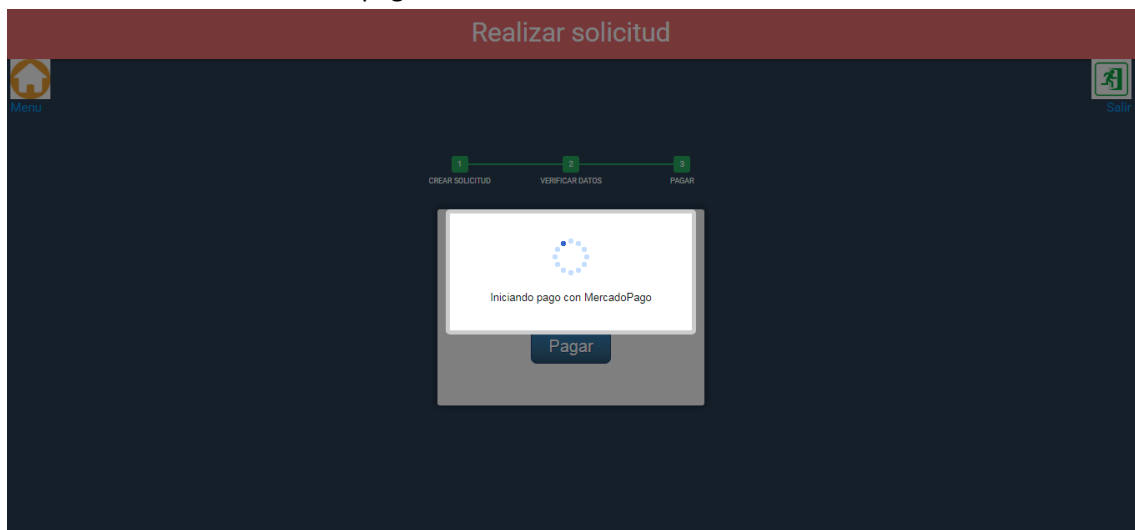 Realizar solicitud
Menu
Salir
1
2
3
CREAR SOLICITUD
VERIFICAR DATOS
PAGAR
Iniciando pago con MercadoPago
Pagar